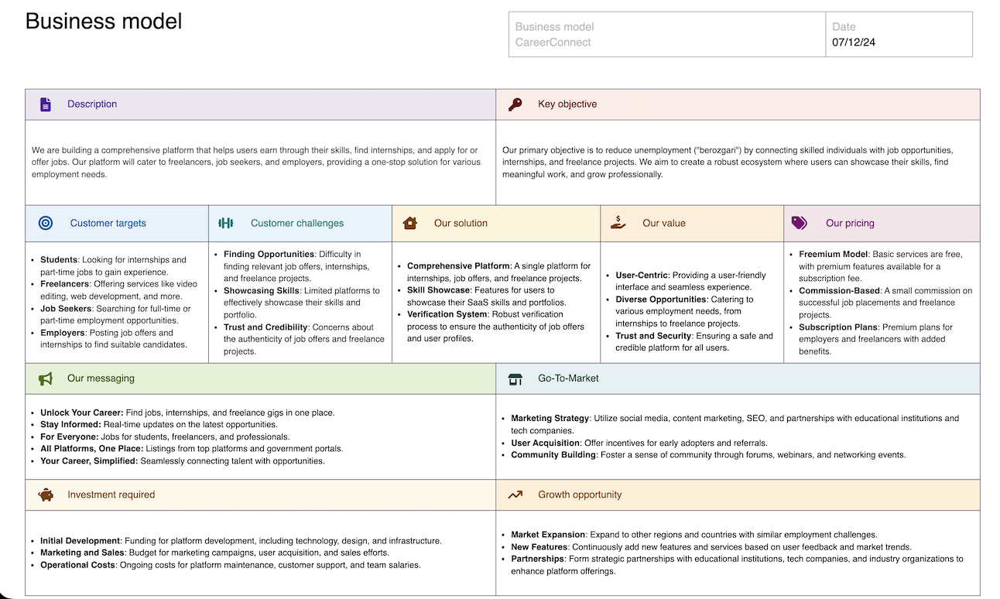 Business model
Business model
CareerConnect
Date
07/12/24
Description
We are building a comprehensive platform that helps users earn through their skills, find internships, and apply for or
offer jobs. Our platform will cater to freelancers, job seekers, and employers, providing a one-stop solution for various
employment needs.
Key objective
Our primary objective is to reduce unemployment ("berozgari") by connecting skilled individuals with job opportunities,
internships, and freelance projects. We aim to create a robust ecosystem where users can showcase their skills, find
meaningful work, and grow professionally.
Customer targets
• Students: Looking for internships and
part-time jobs to gain experience.
• Freelancers: Offering services like video
editing, web development, and more.
• Job Seekers: Searching for full-time or
part-time employment opportunities.
• Employers: Posting job offers and
internships to find suitable candidates.
Customer challenges
• Finding Opportunities: Difficulty in
finding relevant job offers, internships,
and freelance projects.
• Showcasing Skills: Limited platforms to
effectively showcase their skills and
portfolio.
• Trust and Credibility: Concerns about
the authenticity of job offers and freelance
projects.
Our solution
• Comprehensive Platform: A single platform for
internships, job offers, and freelance projects.
• Skill Showcase: Features for users to
showcase their SaaS skills and portfolios.
• Verification System: Robust verification
process to ensure the authenticity of job offers
and user profiles.
Our value
• User-Centric: Providing a user-friendly
interface and seamless experience.
• Diverse Opportunities: Catering to
various employment needs, from
internships to freelance projects.
• Trust and Security: Ensuring a safe and
credible platform for all users.
Our pricing
• Freemium Model: Basic services are free,
with premium features available for a
subscription fee.
• Commission-Based: A small commission on
successful job placements and freelance
projects.
• Subscription Plans: Premium plans for
employers and freelancers with added
benefits.
Our messaging
• Unlock Your Career: Find jobs, internships, and freelance gigs in one place.
• Stay Informed: Real-time updates on the latest opportunities.
• For Everyone: Jobs for students, freelancers, and professionals.
• All Platforms, One Place: Listings from top platforms and government portals.
• Your Career, Simplified: Seamlessly connecting talent with opportunities.
Go-To-Market
• Marketing Strategy: Utilize social media, content marketing, SEO, and partnerships with educational institutions and
tech companies.
• User Acquisition: Offer incentives for early adopters and referrals.
• Community Building: Foster a sense of community through forums, webinars, and networking events.
Investment required
• Initial Development: Funding for platform development, including technology, design, and infrastructure.
• Marketing and Sales: Budget for marketing campaigns, user acquisition, and sales efforts.
• Operational Costs: Ongoing costs for platform maintenance, customer support, and team salaries.
Growth opportunity
• Market Expansion: Expand to other regions and countries with similar employment challenges.
• New Features: Continuously add new features and services based on user feedback and market trends.
• Partnerships: Form strategic partnerships with educational institutions, tech companies, and industry organizations to
enhance platform offerings.